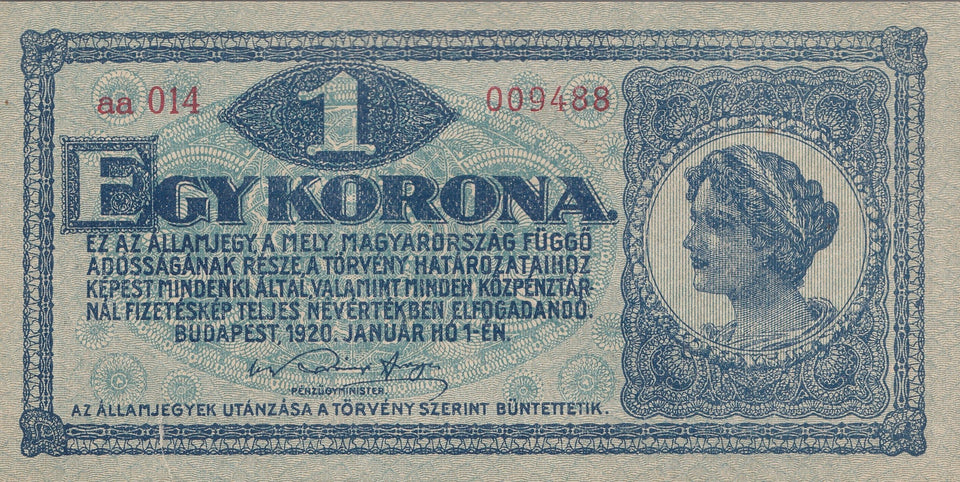 aa 014
009488
1
EGY KORONA.
EZ AZ ÁLLAMJEGY, A MELY MAGYARORSZÁG FÜGGŐ
ADÓSSÁGÁNAK RÉSZE, A TÖRVÉNY HATÁROZATAIHOZ
KÉPEST MINDENKI ÁLTAL, VALAMINT MINDEN KÖZPÉNZTÁR-
NÁL FIZETÉSKÉP TELJES NÉVÉRTÉKBEN ELFOGADANDÓ.
BUDAPEST, 1920. JANUÁR HÓ 1-ÉN.
PÉNZÜGYMINISTER.
AZ ÁLLAMJEGYEK UTÁNZÁSA A TÖRVÉNY SZERINT BÜNTETTETIK.